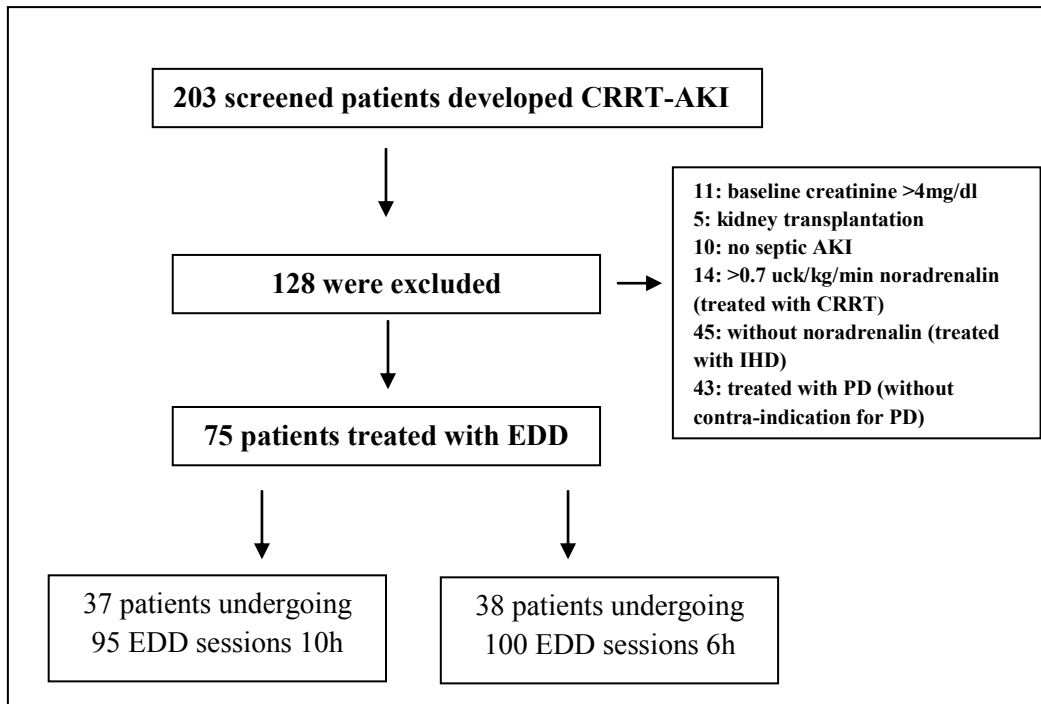 203 screened patients developed CRRT-AKI
128 were excluded
11: baseline creatinine >4mg/dl
5: kidney transplantation
10: no septic AKI
14: >0.7 uck/kg/min noradrenalin
(treated with CRRT)
45: without noradrenalin (treated
with IHD)
43: treated with PD (without
contra-indication for PD)
75 patients treated with EDD
37 patients undergoing
95 EDD sessions 10h
38 patients undergoing
100 EDD sessions 6h